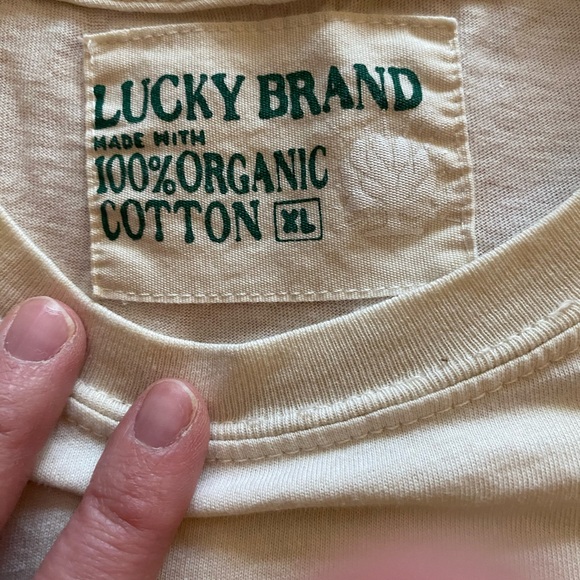 LUCKY BRAND
MADE WITH
100% ORGANIC
COTTON XL